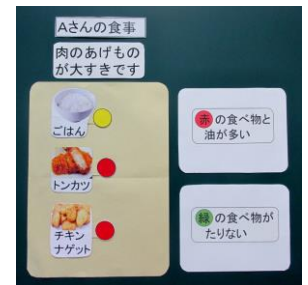 Aさんの食事
肉のあげもの
が大すきです
ごはん
トンカツ
チキン
ナゲット
赤の食べ物と
油が多い
緑の食べ物が
たりない